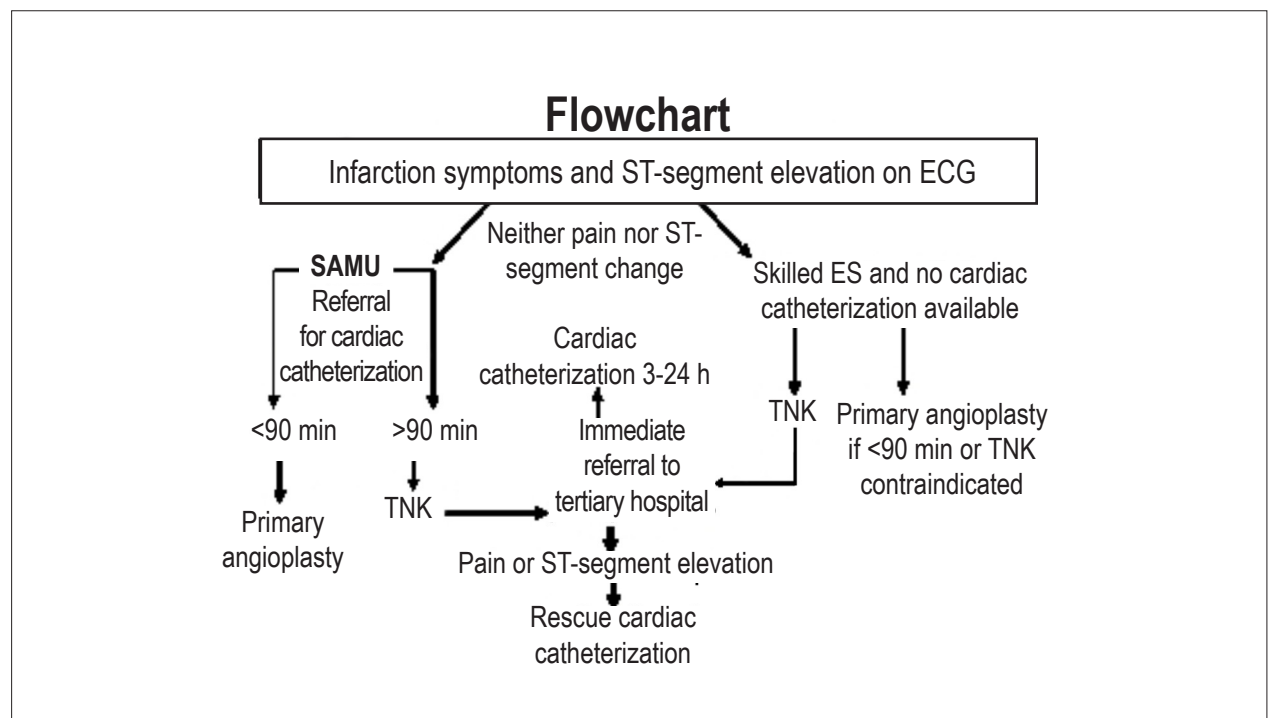 Flowchart
Infarction symptoms and ST-segment elevation on ECG
Neither pain nor ST-
segment change
SAMU
Referral
for cardiac
catheterization
<90 min
>90 min
Primary
angioplasty
TNK
Cardiac
catheterization 3-24 h
Immediate
referral to
tertiary hospital
Pain or ST-segment elevation
Rescue cardiac
catheterization
Skilled ES and no cardiac
catheterization available
TNK
Primary angioplasty
if <90 min or TNK
contraindicated